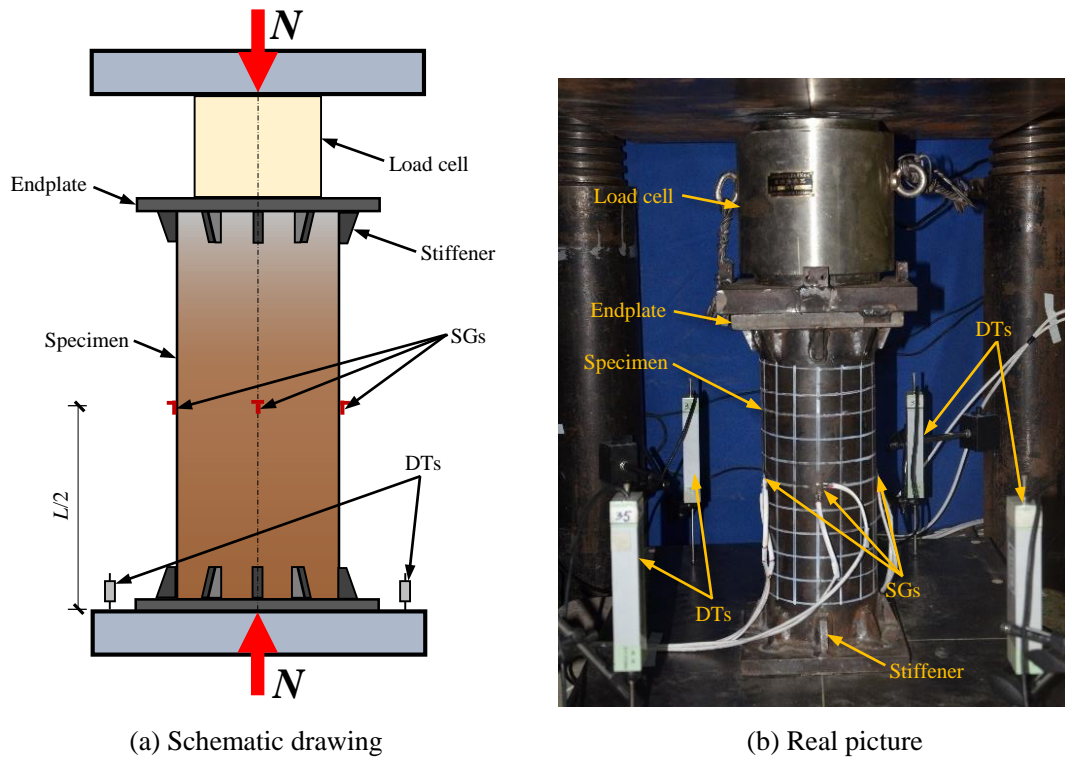 N
Load cell
Endplate
Stiffener
Specimen
SGs
DTs
L/2
N
(a) Schematic drawing
Load cell
Endplate
DTs
Specimen
35
SGs
DTs
Stiffener
(b) Real picture